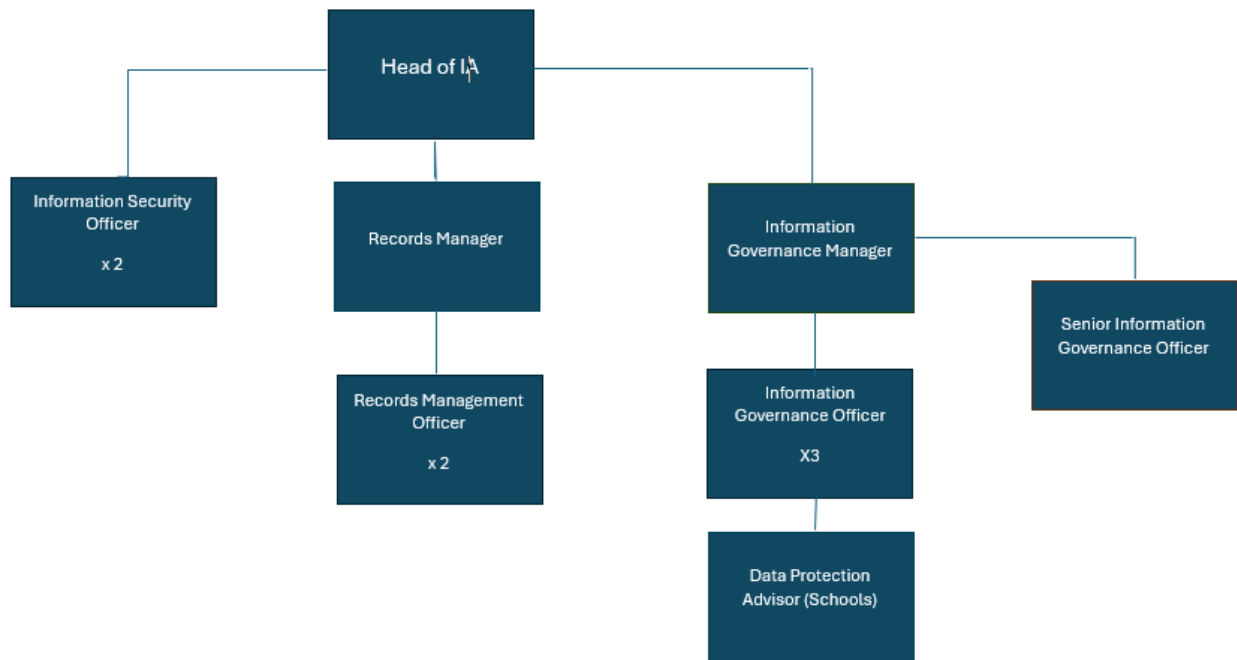 Head of IA
Information Security
Officer
x 2
Records Manager
Information
Governance Manager
Senior Information
Governance Officer
Records Management
Officer
x 2
Information
Governance Officer
X3
Data Protection
Advisor (Schools)